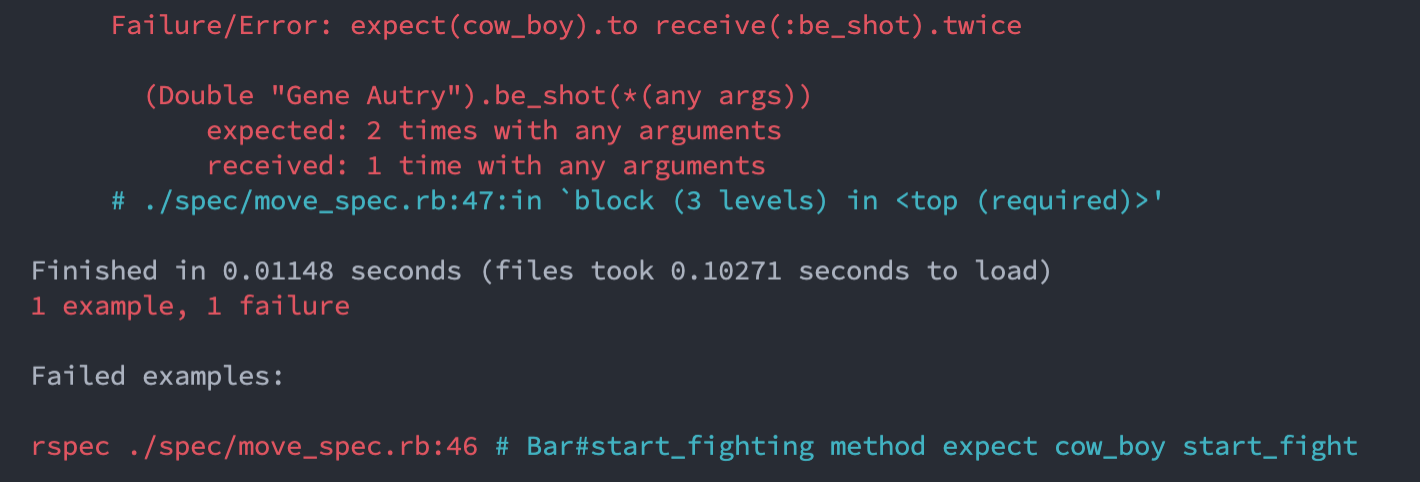 Failure/Error: expect(cow_boy).to receive(:be_shot).twice
(Double "Gene Autry").be_shot(*(any args))
expected: 2 times with any arguments
received: 1 time with any arguments
# ./spec/move_spec.rb:47:in `block (3 levels) in <top (required)>'
Finished in 0.01148 seconds (files took 0.10271 seconds to load)
1 example, 1 failure
Failed examples:
rspec ./spec/move_spec.rb:46 # Bar#start_fighting method expect cow_boy start_fight